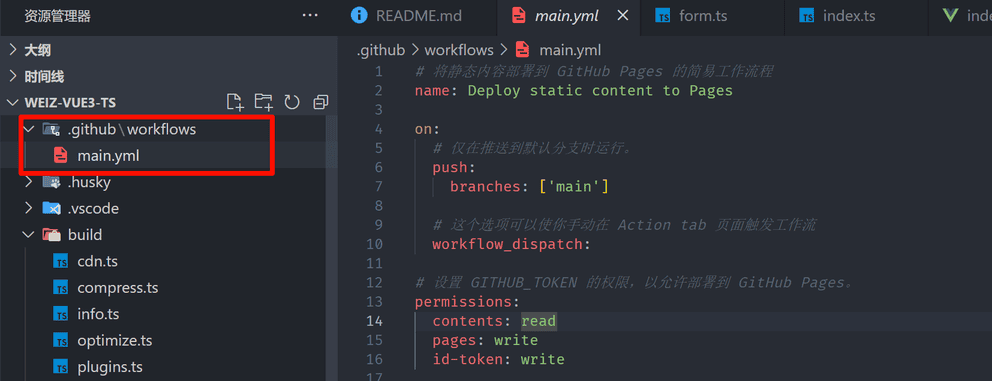 资源管理器
大纲
时间线
WEIZ-VUE3-TS
.github\workflows
main.yml
.husky
.vscode
build
TS cdn.ts
TS compress.ts
TS info.ts
TS optimize.ts
TS plugins.ts
README.md main.yml TS form.ts TS index.ts
.github > workflows > main.yml
1 # 将静态内容部署到 GitHub Pages 的简易工作流程
2 name: Deploy static content to Pages
3
4 on:
5 # 仅在推送到默认分支时运行。
6 push:
7 branches: ['main']
8
9 # 这个选项可以使你手动在 Action tab 页面触发工作流
10 workflow_dispatch:
11
12 # 设置 GITHUB_TOKEN 的权限，以允许部署到 GitHub Pages。
13 permissions:
14 contents: read
15 pages: write
16 id-token: write
17